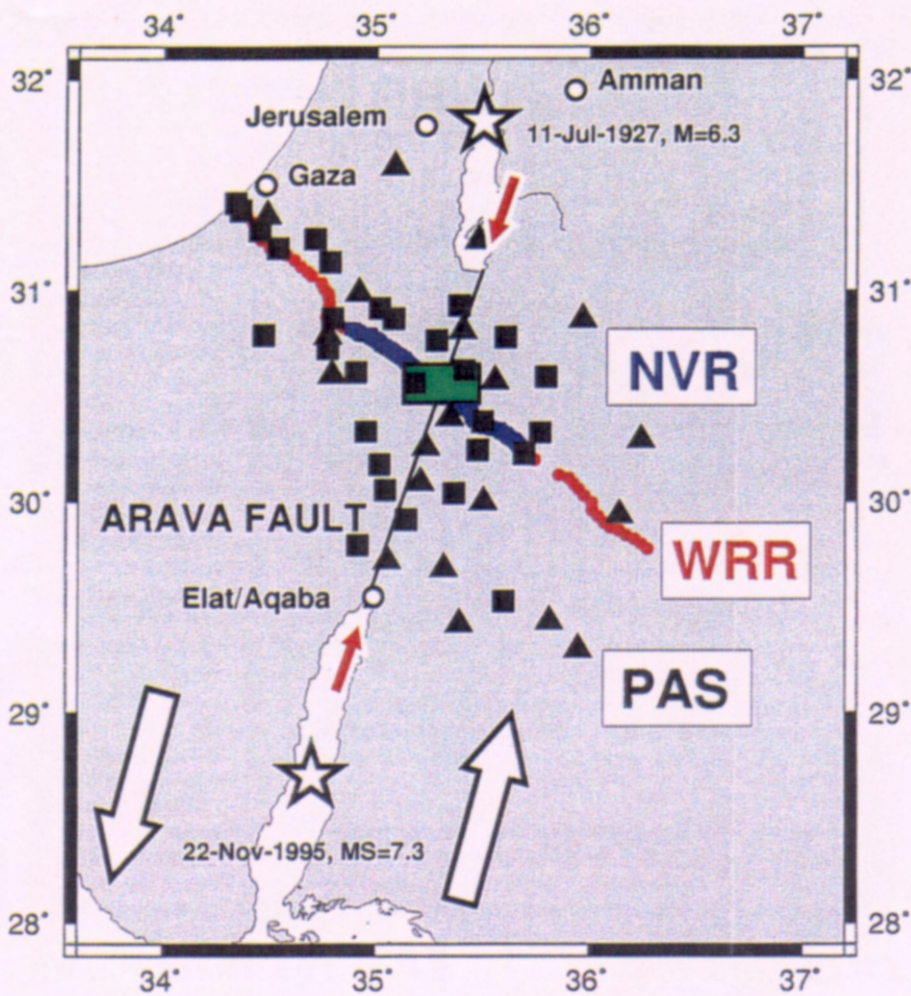 34° 35° 36° 37°
32° 32°
Amman
Jerusalem
11-Jul-1927, M=6.3
Gaza
31° 31°
NVR
30° 30°
ARAVA FAULT
WRR
Elat/Aqaba
PAS
29° 29°
22-Nov-1995, MS=7.3
28° 28°
34° 35° 36° 37°